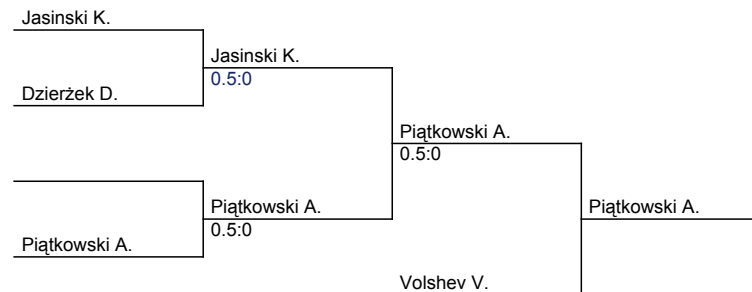 Jasinski K.
Jasinski K.
0.5:0
Dzierżek D.
Piątkowski A.
0.5:0
Piątkowski A.
Piątkowski A.
0.5:0
Piątkowski A.
Volshev V.